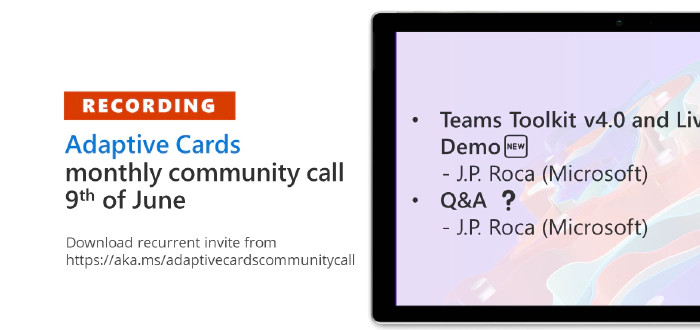 RECORDING
Adaptive Cards
monthly community call
9th of June
Download recurrent invite from
https://aka.ms/adaptivecardscommunitycall
• Teams Toolkit v4.0 and Liv
Demo NEW
- J.P. Roca (Microsoft)
• Q&A ?
- J.P. Roca (Microsoft)